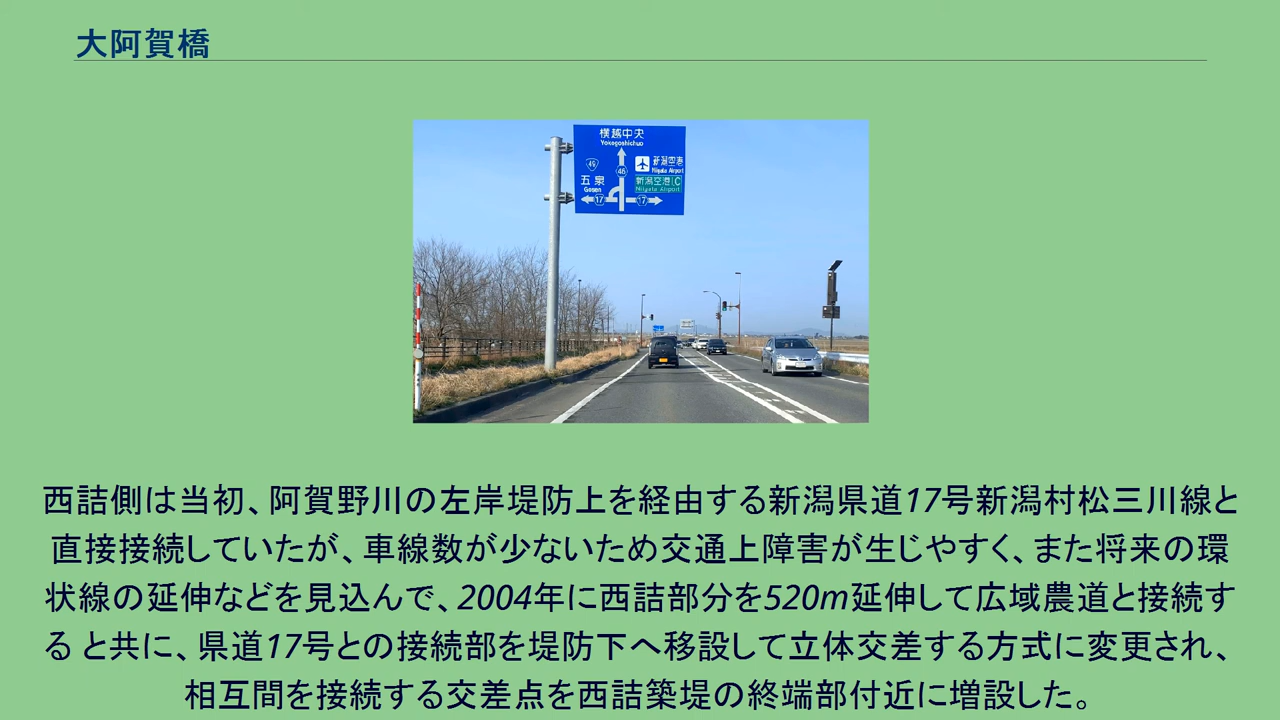 大阿賀橋
横越中央
Yokogoshichuo
49
46
新潟空港
Niigata Airport
五泉
Gosen
新潟空港IC
Niigata Airport
17
17
西詰側は当初、阿賀野川の左岸堤防上を経由する新潟県道17号新潟村松三川線と
直接接続していたが、車線数が少ないため交通上障害が生じやすく、また将来の環
状線の延伸などを見込んで、2004年に西詰部分を520m延伸して広域農道と接続す
ると共に、県道17号との接続部を堤防下へ移設して立体交差する方式に変更され、
相互間を接続する交差点を西詰築堤の終端部付近に増設した。